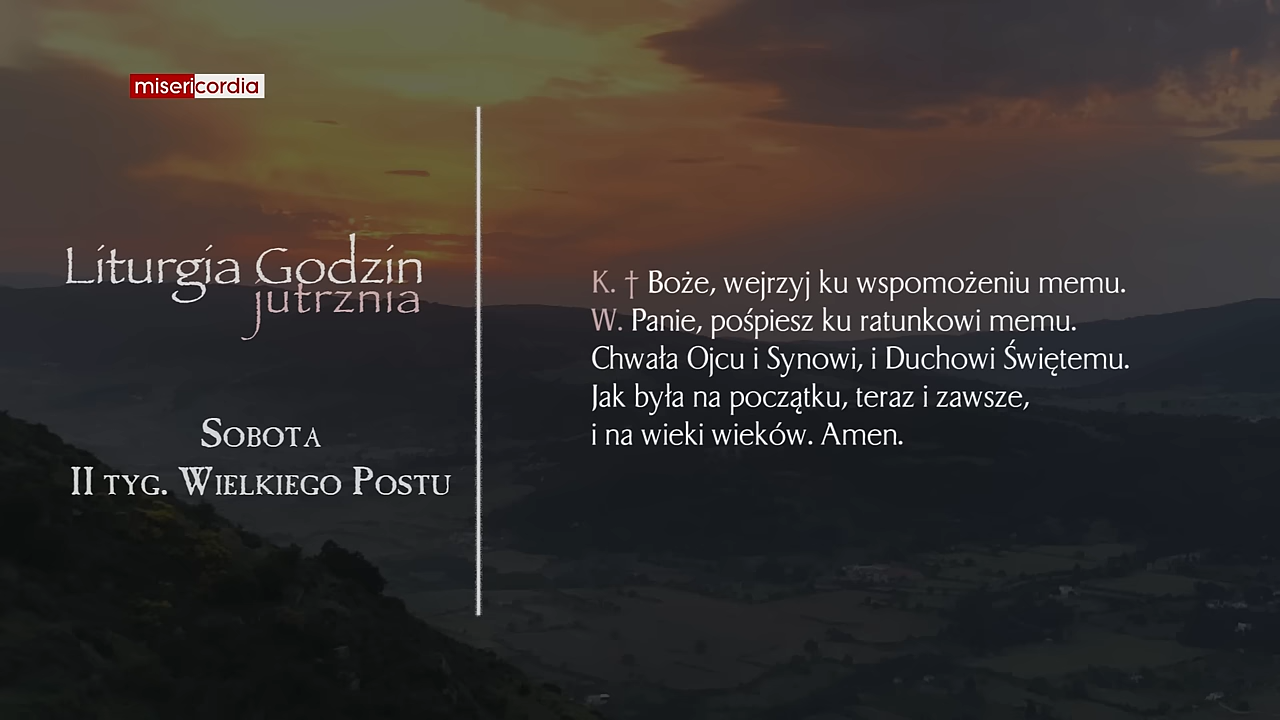 misericordia
Liturgia Godzin
jutrznia
Sobota
II tyg. Wielkiego Postu
K. † Boże, wejrzyj ku wspomożeniu memu.
W. Panie, pośpiesz ku ratunkowi memu.
Chwała Ojcu i Synowi, i Duchowi Świętemu.
Jak była na początku, teraz i zawsze,
i na wieki wieków. Amen.